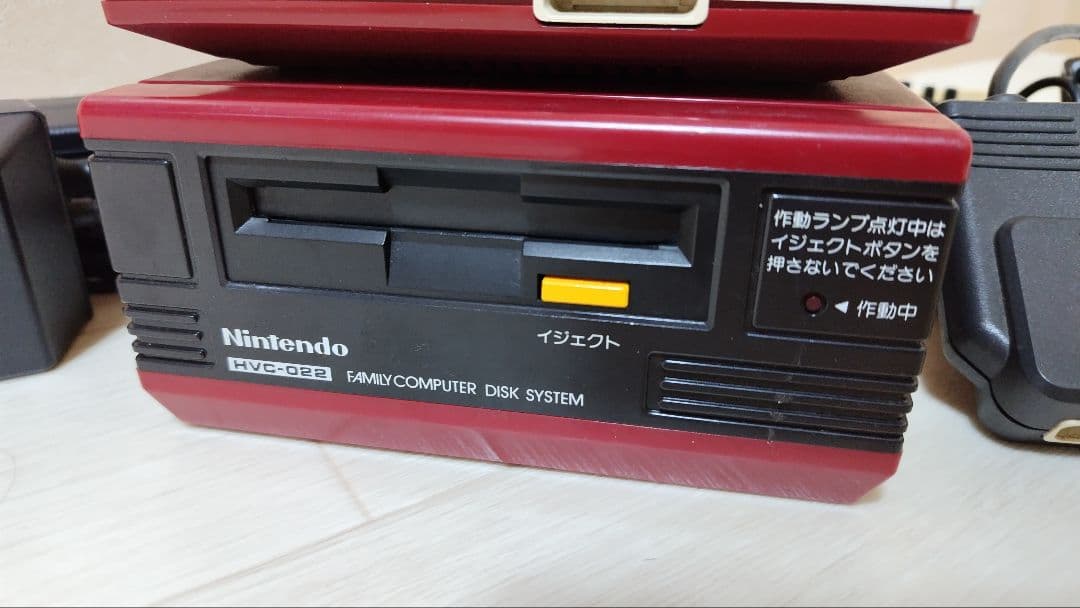 作動ランプ点灯中は
イジェクトボタンを
押さないでください
◀ 作動中
イジェクト
Nintendo
HVC-022 FAMILY COMPUTER DISK SYSTEM